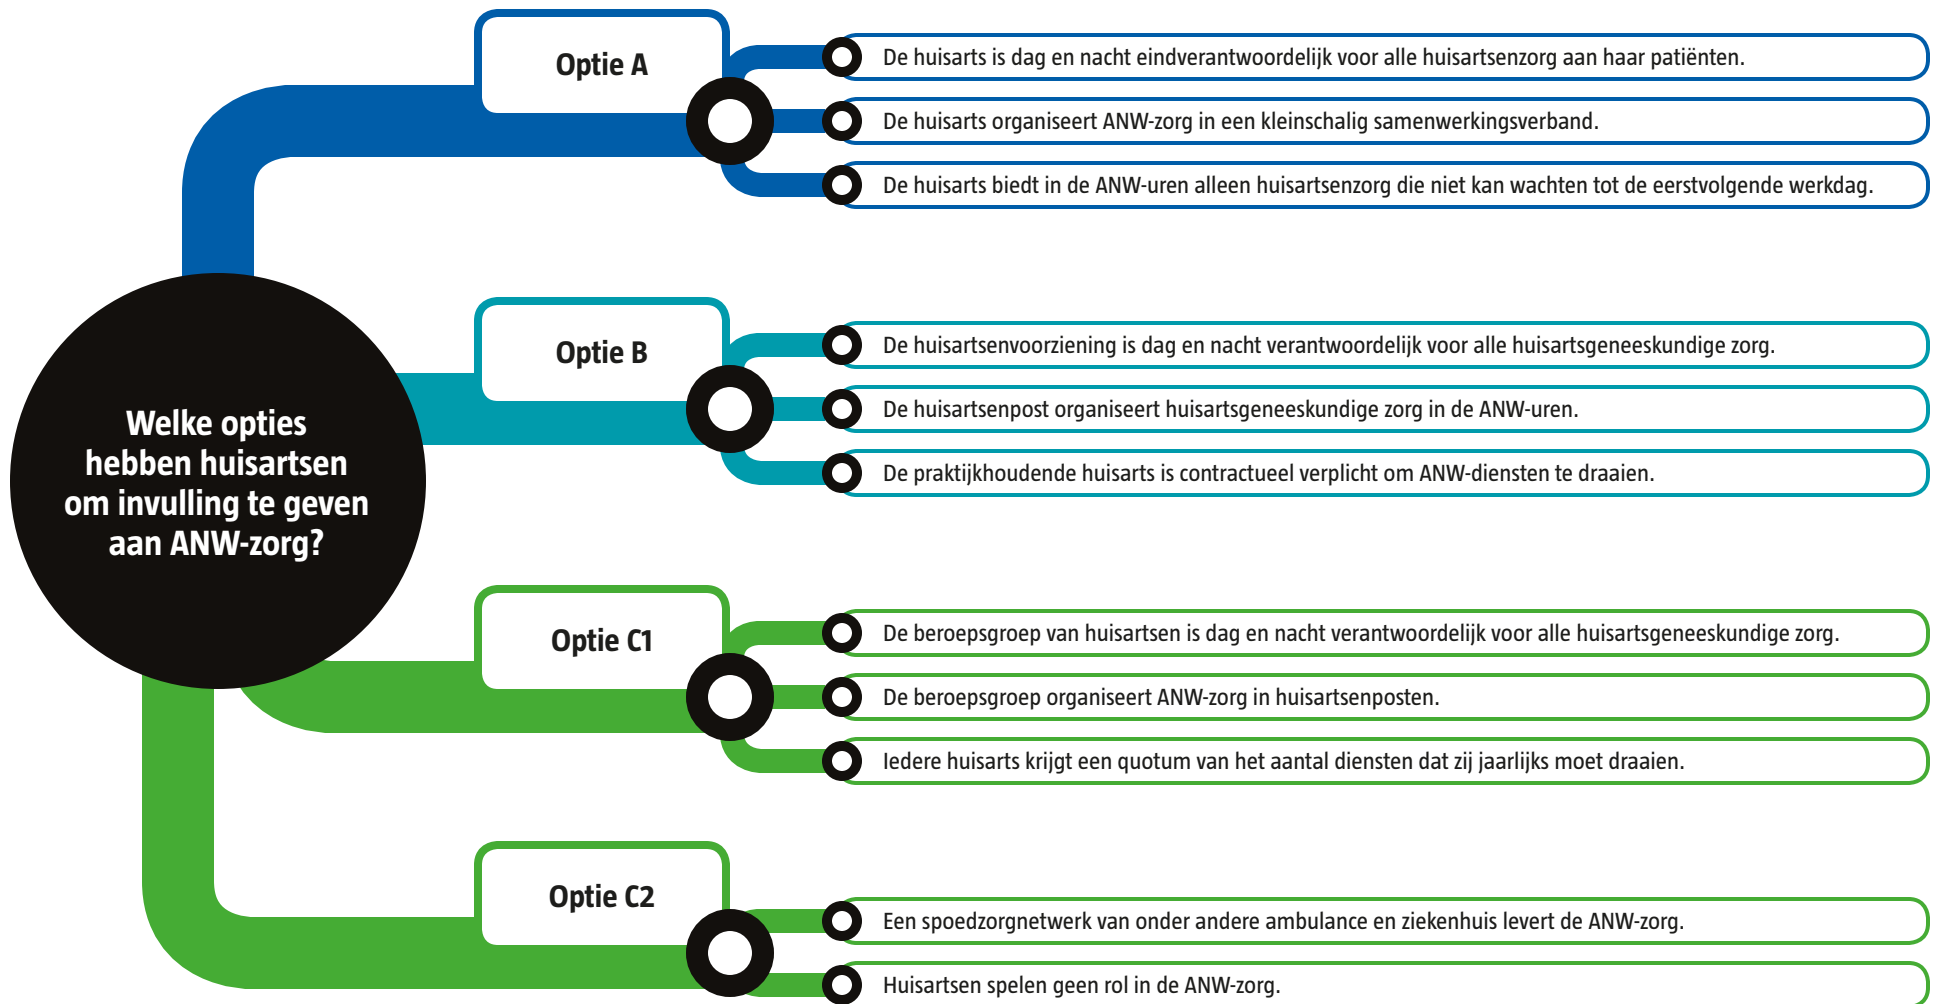 Welke opties
hebben huisartsen
om invulling te geven
aan ANW-zorg?
Optie A
De huisarts is dag en nacht eindverantwoordelijk voor alle huisartsenzorg aan haar patiënten.
De huisarts organiseert ANW-zorg in een kleinschalig samenwerkingsverband.
De huisarts biedt in de ANW-uren alleen huisartsenzorg die niet kan wachten tot de eerstvolgende werkdag.
Optie B
De huisartsenvoorziening is dag en nacht verantwoordelijk voor alle huisartsgeneeskundige zorg.
De huisartsenpost organiseert huisartsgeneeskundige zorg in de ANW-uren.
De praktijkhoudende huisarts is contractueel verplicht om ANW-diensten te draaien.
Optie C1
De beroepsgroep van huisartsen is dag en nacht verantwoordelijk voor alle huisartsgeneeskundige zorg.
De beroepsgroep organiseert ANW-zorg in huisartsenposten.
Iedere huisarts krijgt een quotum van het aantal diensten dat zij jaarlijks moet draaien.
Optie C2
Een spoedzorgnetwerk van onder andere ambulance en ziekenhuis levert de ANW-zorg.
Huisartsen spelen geen rol in de ANW-zorg.